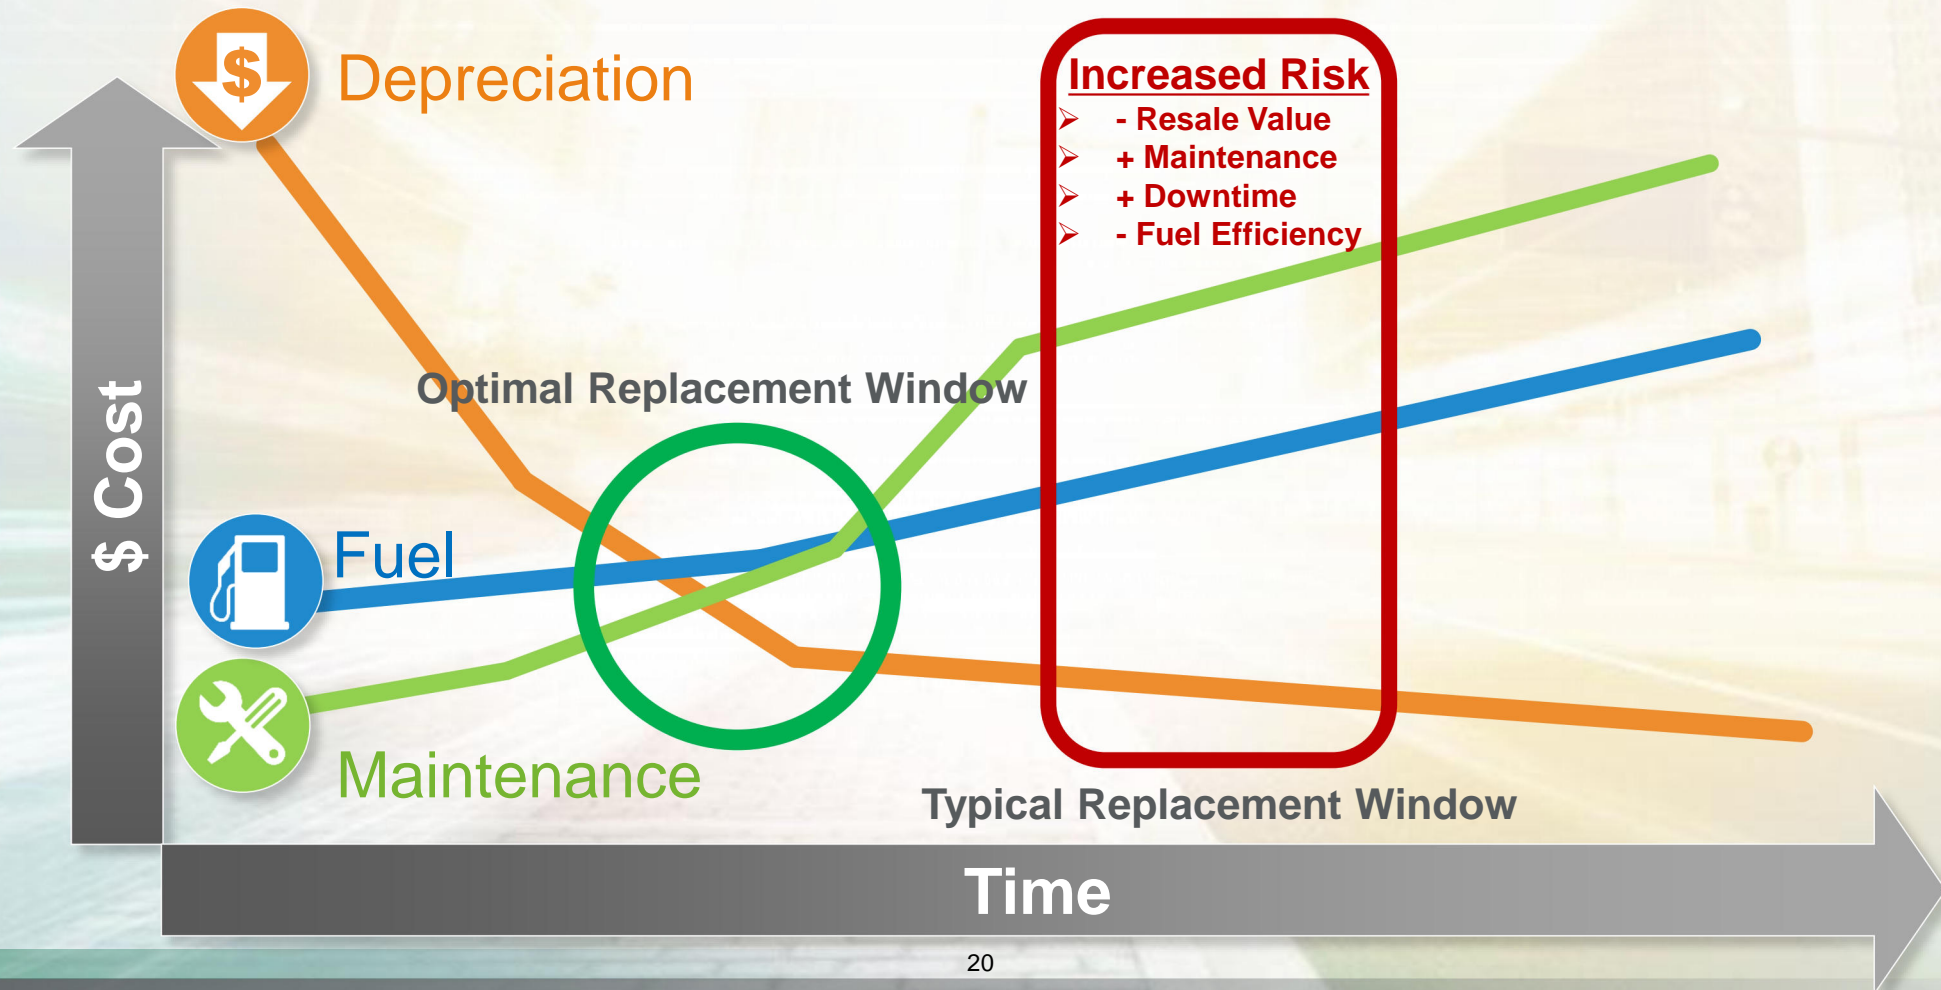 $
Depreciation
Increased Risk
➢ - Resale Value
➢ + Maintenance
➢ + Downtime
➢ - Fuel Efficiency
Optimal Replacement Window
$ Cost
Fuel
Maintenance
Typical Replacement Window
Time
20